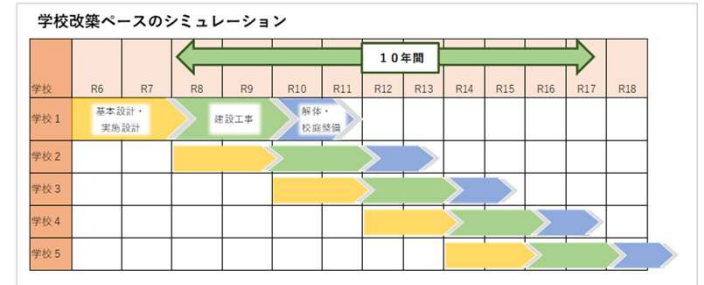 学校改築ペースのシミュレーション
10年間
学校 R6 R7 R8 R9 R10 R11 R12 R13 R14 R15 R16 R17 R18
学校1 基本設計・ 建設工事 解体・
実施設計 校庭整備
学校2
学校3
学校4
学校5